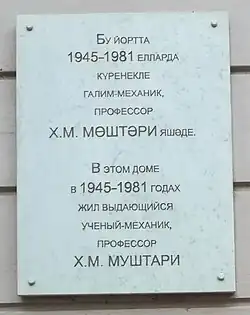 Бу йортта
1945–1981 елларда
күренекле
галим-механик,
профессор
Х.М. Мөштәри яшәде.
В этом доме
в 1945-1981 годах
жил выдающийся
ученый-механик,
профессор
Х.М. Муштари